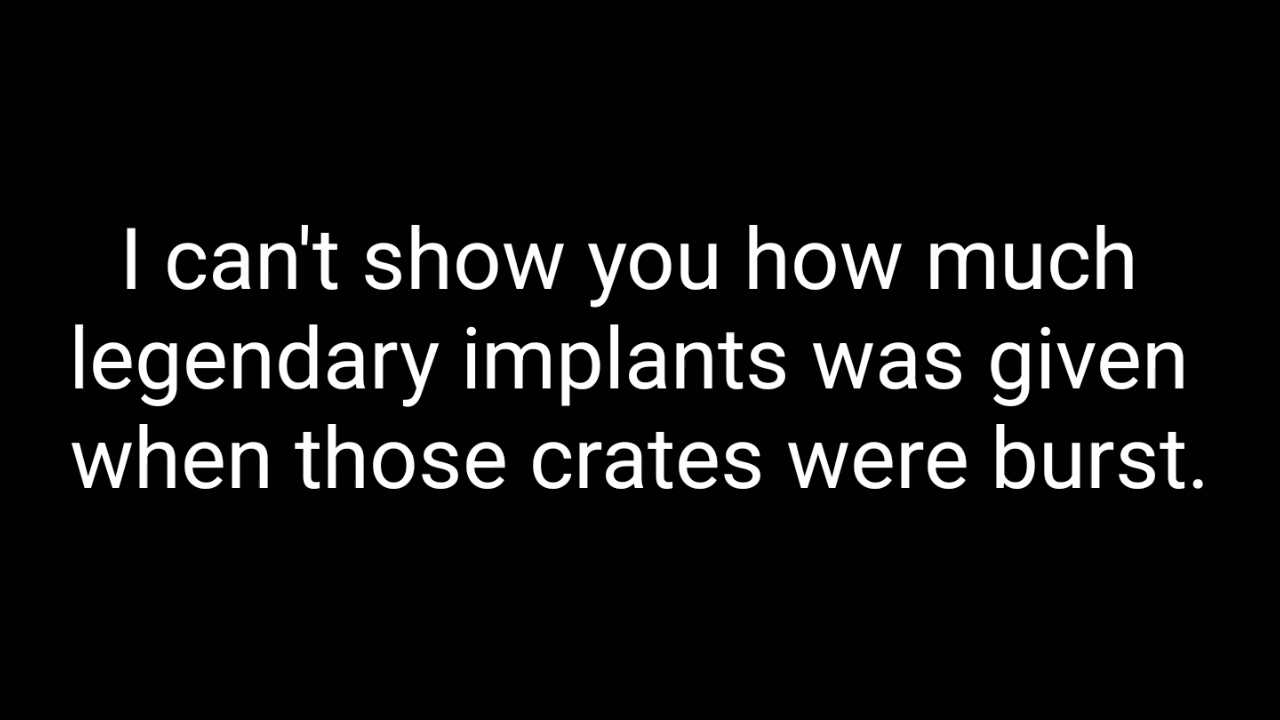 I can't show you how much
legendary implants was given
when those crates were burst.